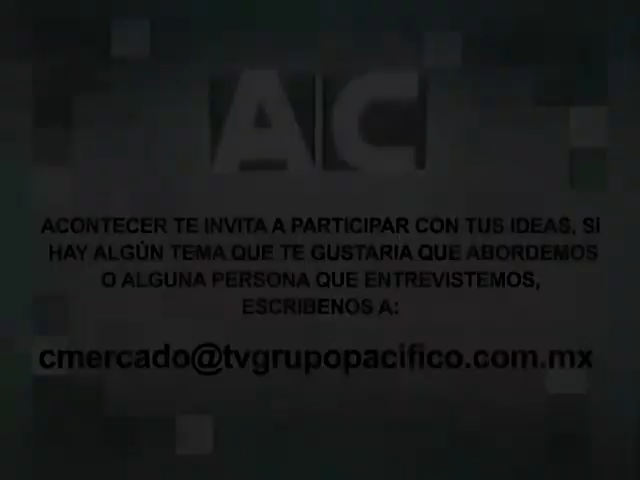 AC
ACONTECER TE INVITA A PARTICIPAR CON TUS IDEAS, SI
HAY ALGÚN TEMA QUE TE GUSTARIA QUE ABORDEMOS
O ALGUNA PERSONA QUE ENTREVISTEMOS,
ESCRIBENOS A:
cmercado@tvgrupopacifico.com.mx